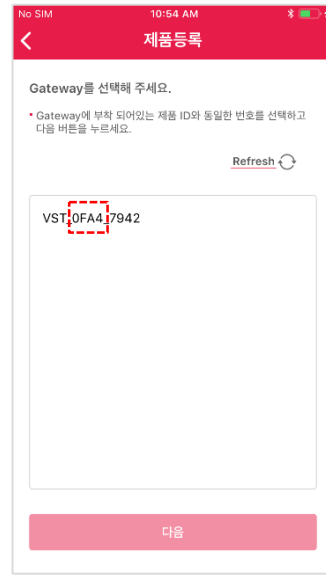 No SIM 10:54 AM
제품등록
Gateway를 선택해 주세요.
• Gateway에 부착 되어있는 제품 ID와 동일한 번호를 선택하고
다음 버튼을 누르세요.
Refresh
VST_0FA4_7942
다음